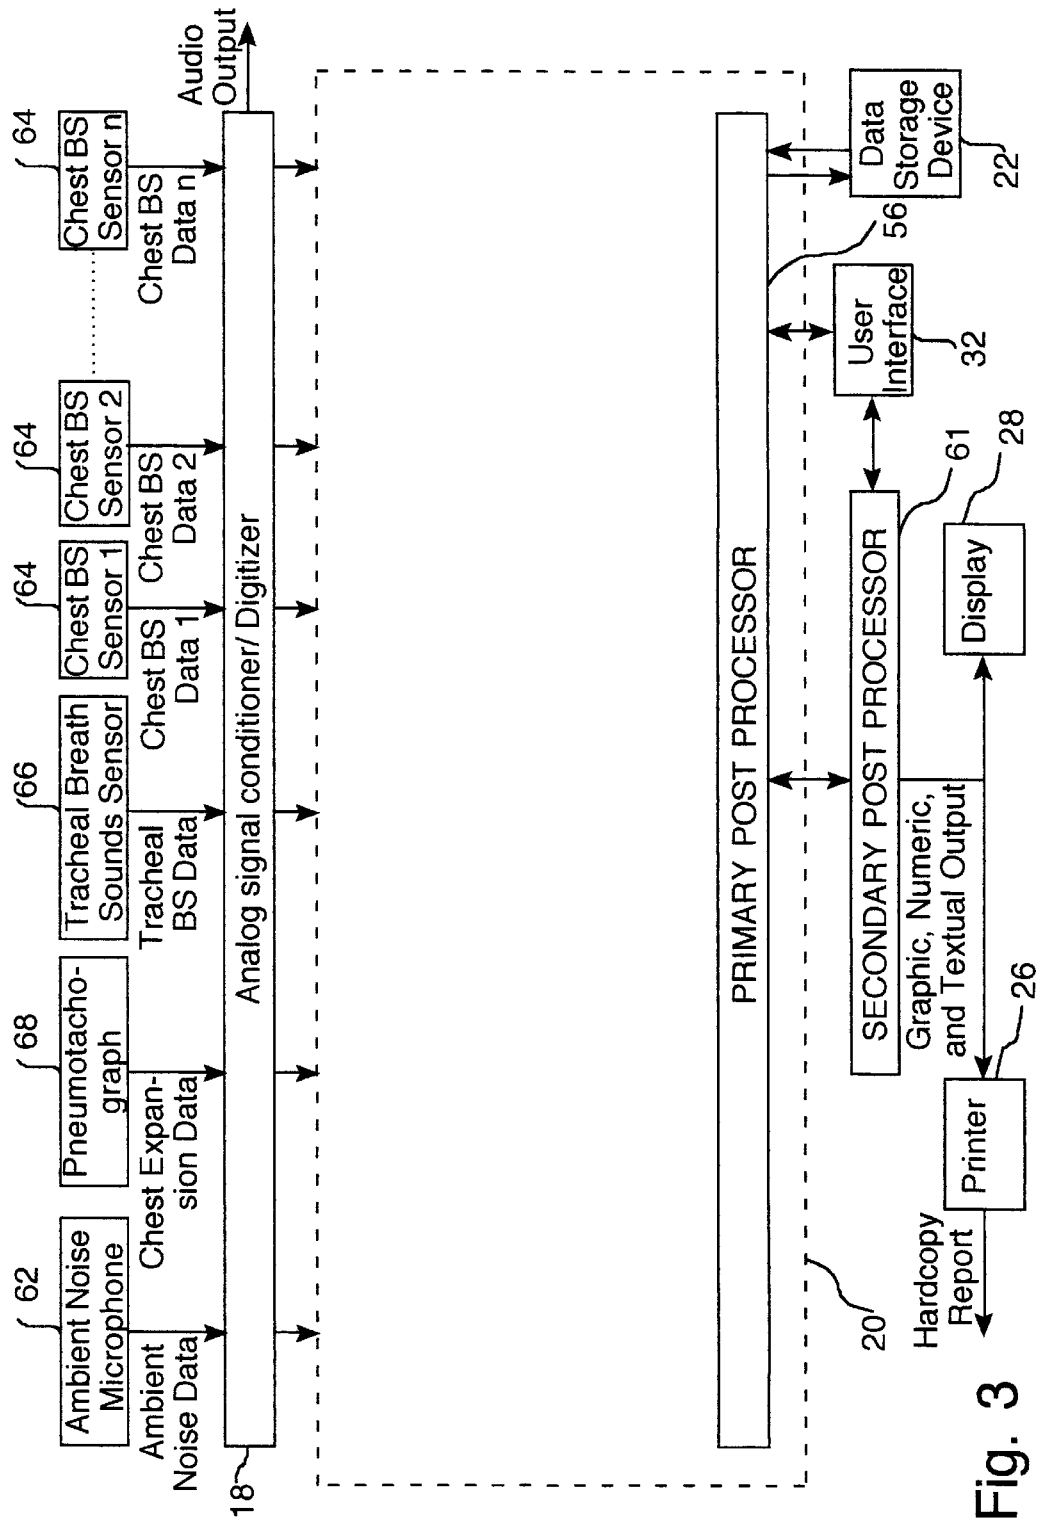 62
Ambient Noise
Microphone
68
Pneumotacho-
graph
66
Tracheal Breath
Sounds Sensor
64
Chest BS
Sensor 1
64
Chest BS
Sensor 2
64
Chest BS
Sensor n
Ambient
Noise Data
Chest Expan-
sion Data
Tracheal
BS Data
Chest BS
Data 1
Chest BS
Data 2
Chest BS
Data n
Audio
Output
18
Analog signal conditioner/ Digitizer
PRIMARY POST PROCESSOR
56
20
SECONDARY POST PROCESSOR
61
User
Interface
32
Data
Storage
Device
22
Graphic, Numeric,
and Textual Output
Hardcopy
Report
Printer
26
Display
28
Fig. 3